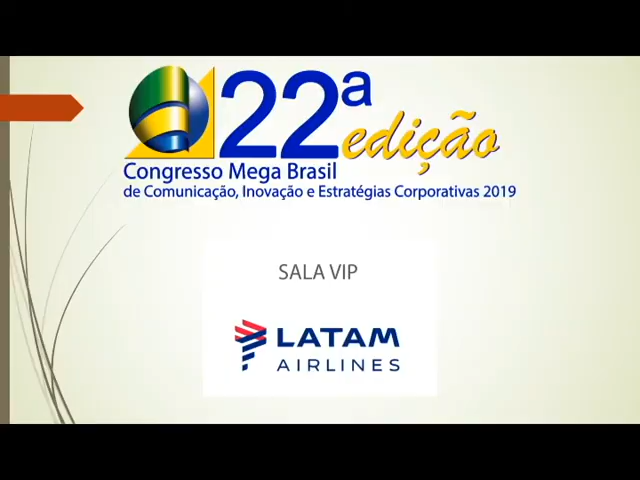 22ª
edição
Congresso Mega Brasil
de Comunicação, Inovação e Estratégias Corporativas 2019
SALA VIP
LATAM
AIRLINES